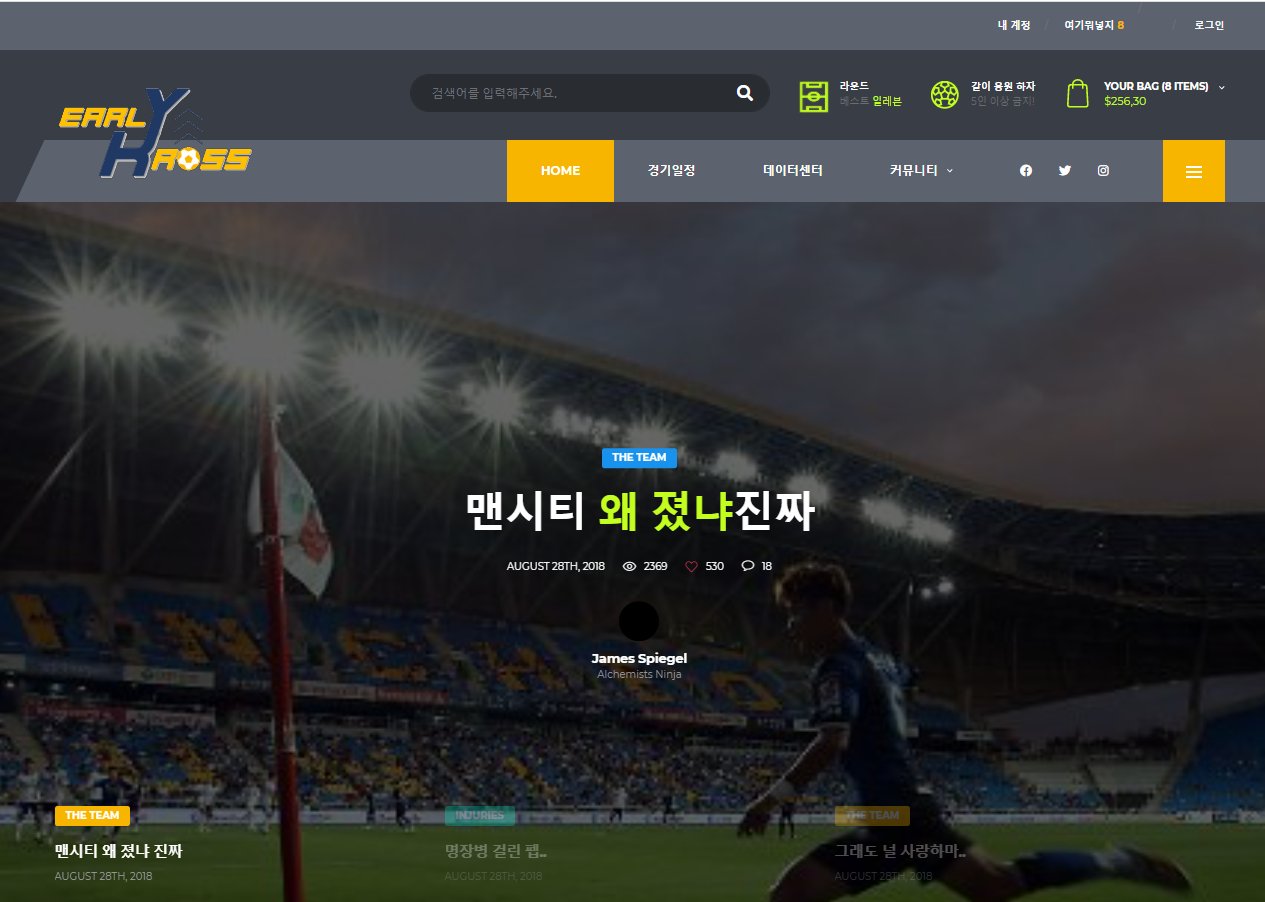 내 계정 / 여기뭐넣지 8 / 로그인
EARLY
KROSS
검색어를 입력해주세요.
라운드
베스트 일레븐
같이 응원 하자
5인 이상 금지!
YOUR BAG (8 ITEMS)
$256,30
HOME 경기일정 데이터센터 커뮤니티
THE TEAM
맨시티 왜 졌냐진짜
AUGUST 28TH, 2018 2369 530 18
James Spiegel
Alchemists Ninja
INCHEO
THE TEAM
맨시티 왜 졌냐 진짜
AUGUST 28TH, 2018
INJURIES
명장병 걸린 펩..
AUGUST 28TH, 2018
THE TEAM
그래도 널 사랑하마..
AUGUST 28TH, 2018